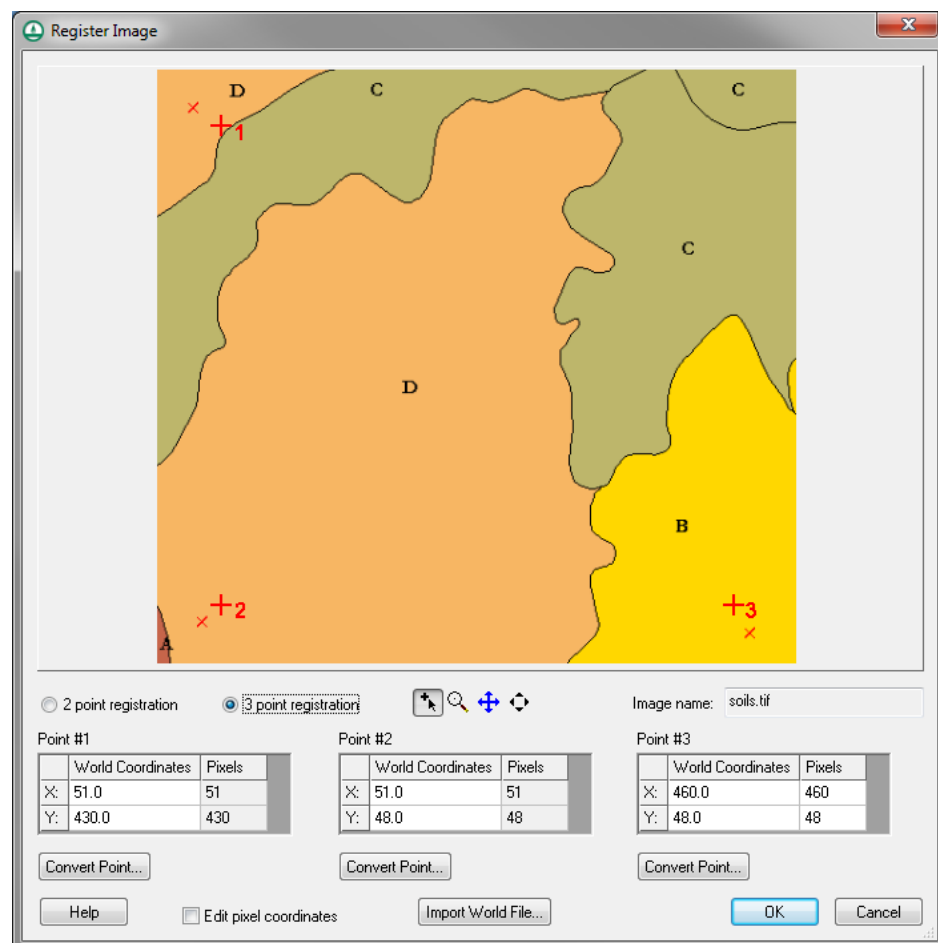 Register Image
D C C
1
C
D
B
2 3
A
2 point registration 3 point registration Image name: soils.tif
Point #1 Point #2 Point #3
World Coordinates Pixels World Coordinates Pixels World Coordinates Pixels
X: 51.0 51 X: 51.0 51 X: 460.0 460
Y: 430.0 430 Y: 48.0 48 Y: 48.0 48
Convert Point... Convert Point... Convert Point...
Help Edit pixel coordinates Import World File... OK Cancel